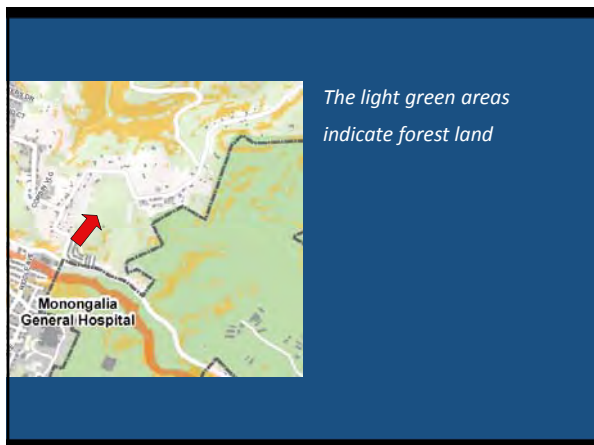 The light green areas
indicate forest land
Monongalia
General Hospital